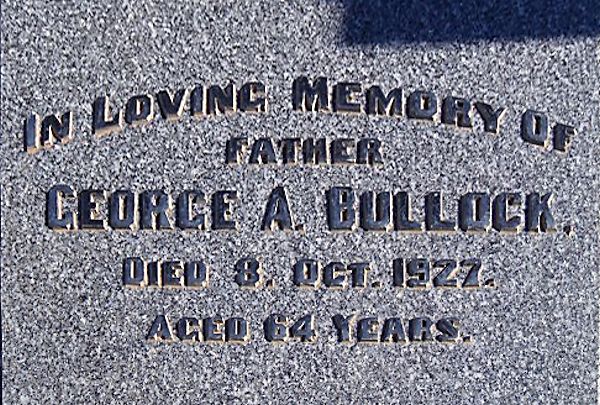 In Loving Memory Of
Father
George A. Bullock.
Died 8. Oct. 1927.
Aged 64 Years.